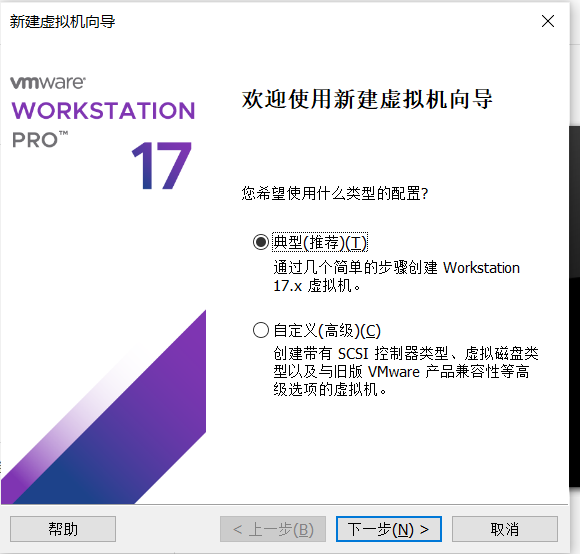 新建虚拟机向导
vmware®
WORKSTATION
PRO™
17
欢迎使用新建虚拟机向导
您希望使用什么类型的配置?
典型(推荐)(T)
通过几个简单的步骤创建 Workstation
17.x 虚拟机。
自定义(高级)(C)
创建带有 SCSI 控制器类型、虚拟磁盘类
型以及与旧版 VMware 产品兼容性等高
级选项的虚拟机。
帮助
< 上一步(B)
下一步(N) >
取消